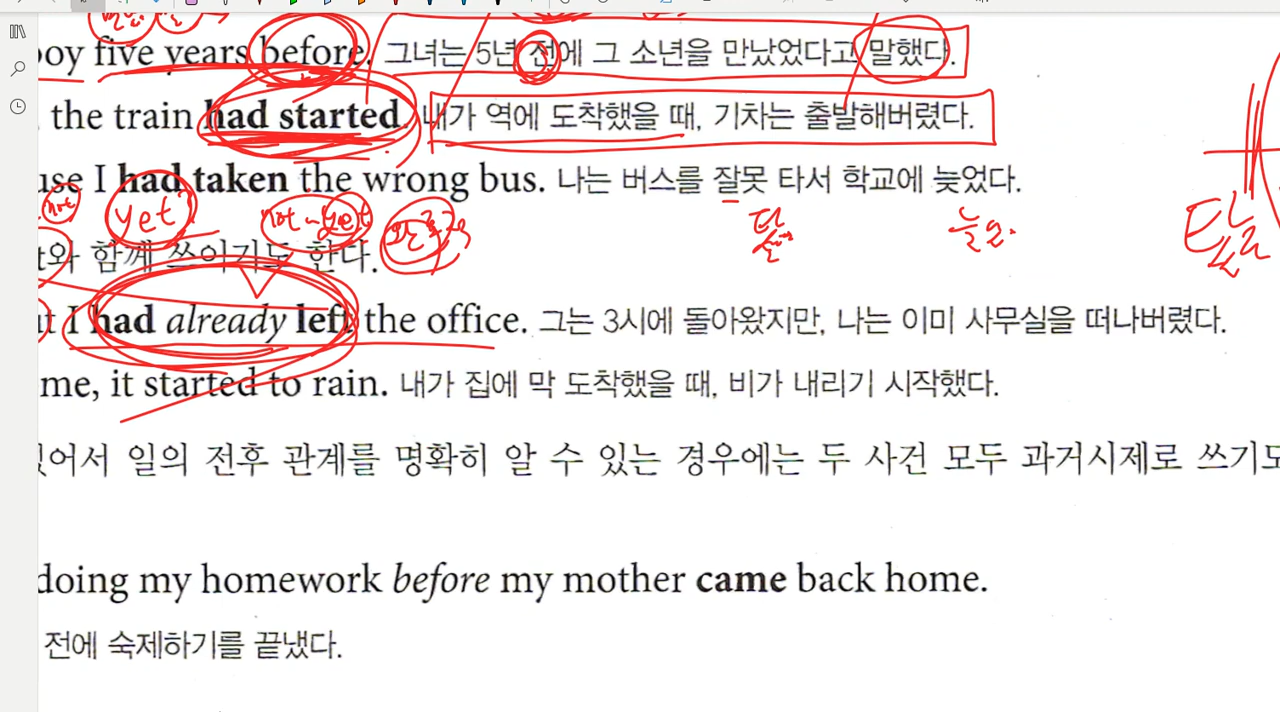 boy five years before. 그녀는 5년 전에 그 소년을 만났었다고 말했다.
the train had started. 내가 역에 도착했을 때, 기차는 출발해버렸다.
use I had taken the wrong bus. 나는 버스를 잘못 타서 학교에 늦었다.
not yet? not ~ yet
와 함께 쓰이기도 한다.
I had already left the office. 그는 3시에 돌아왔지만, 나는 이미 사무실을 떠나버렸다.
me, it started to rain. 내가 집에 막 도착했을 때, 비가 내리기 시작했다.
있어서 일의 전후 관계를 명확히 알 수 있는 경우에는 두 사건 모두 과거시제로 쓰기도
doing my homework before my mother came back home.
전에 숙제하기를 끝냈다.